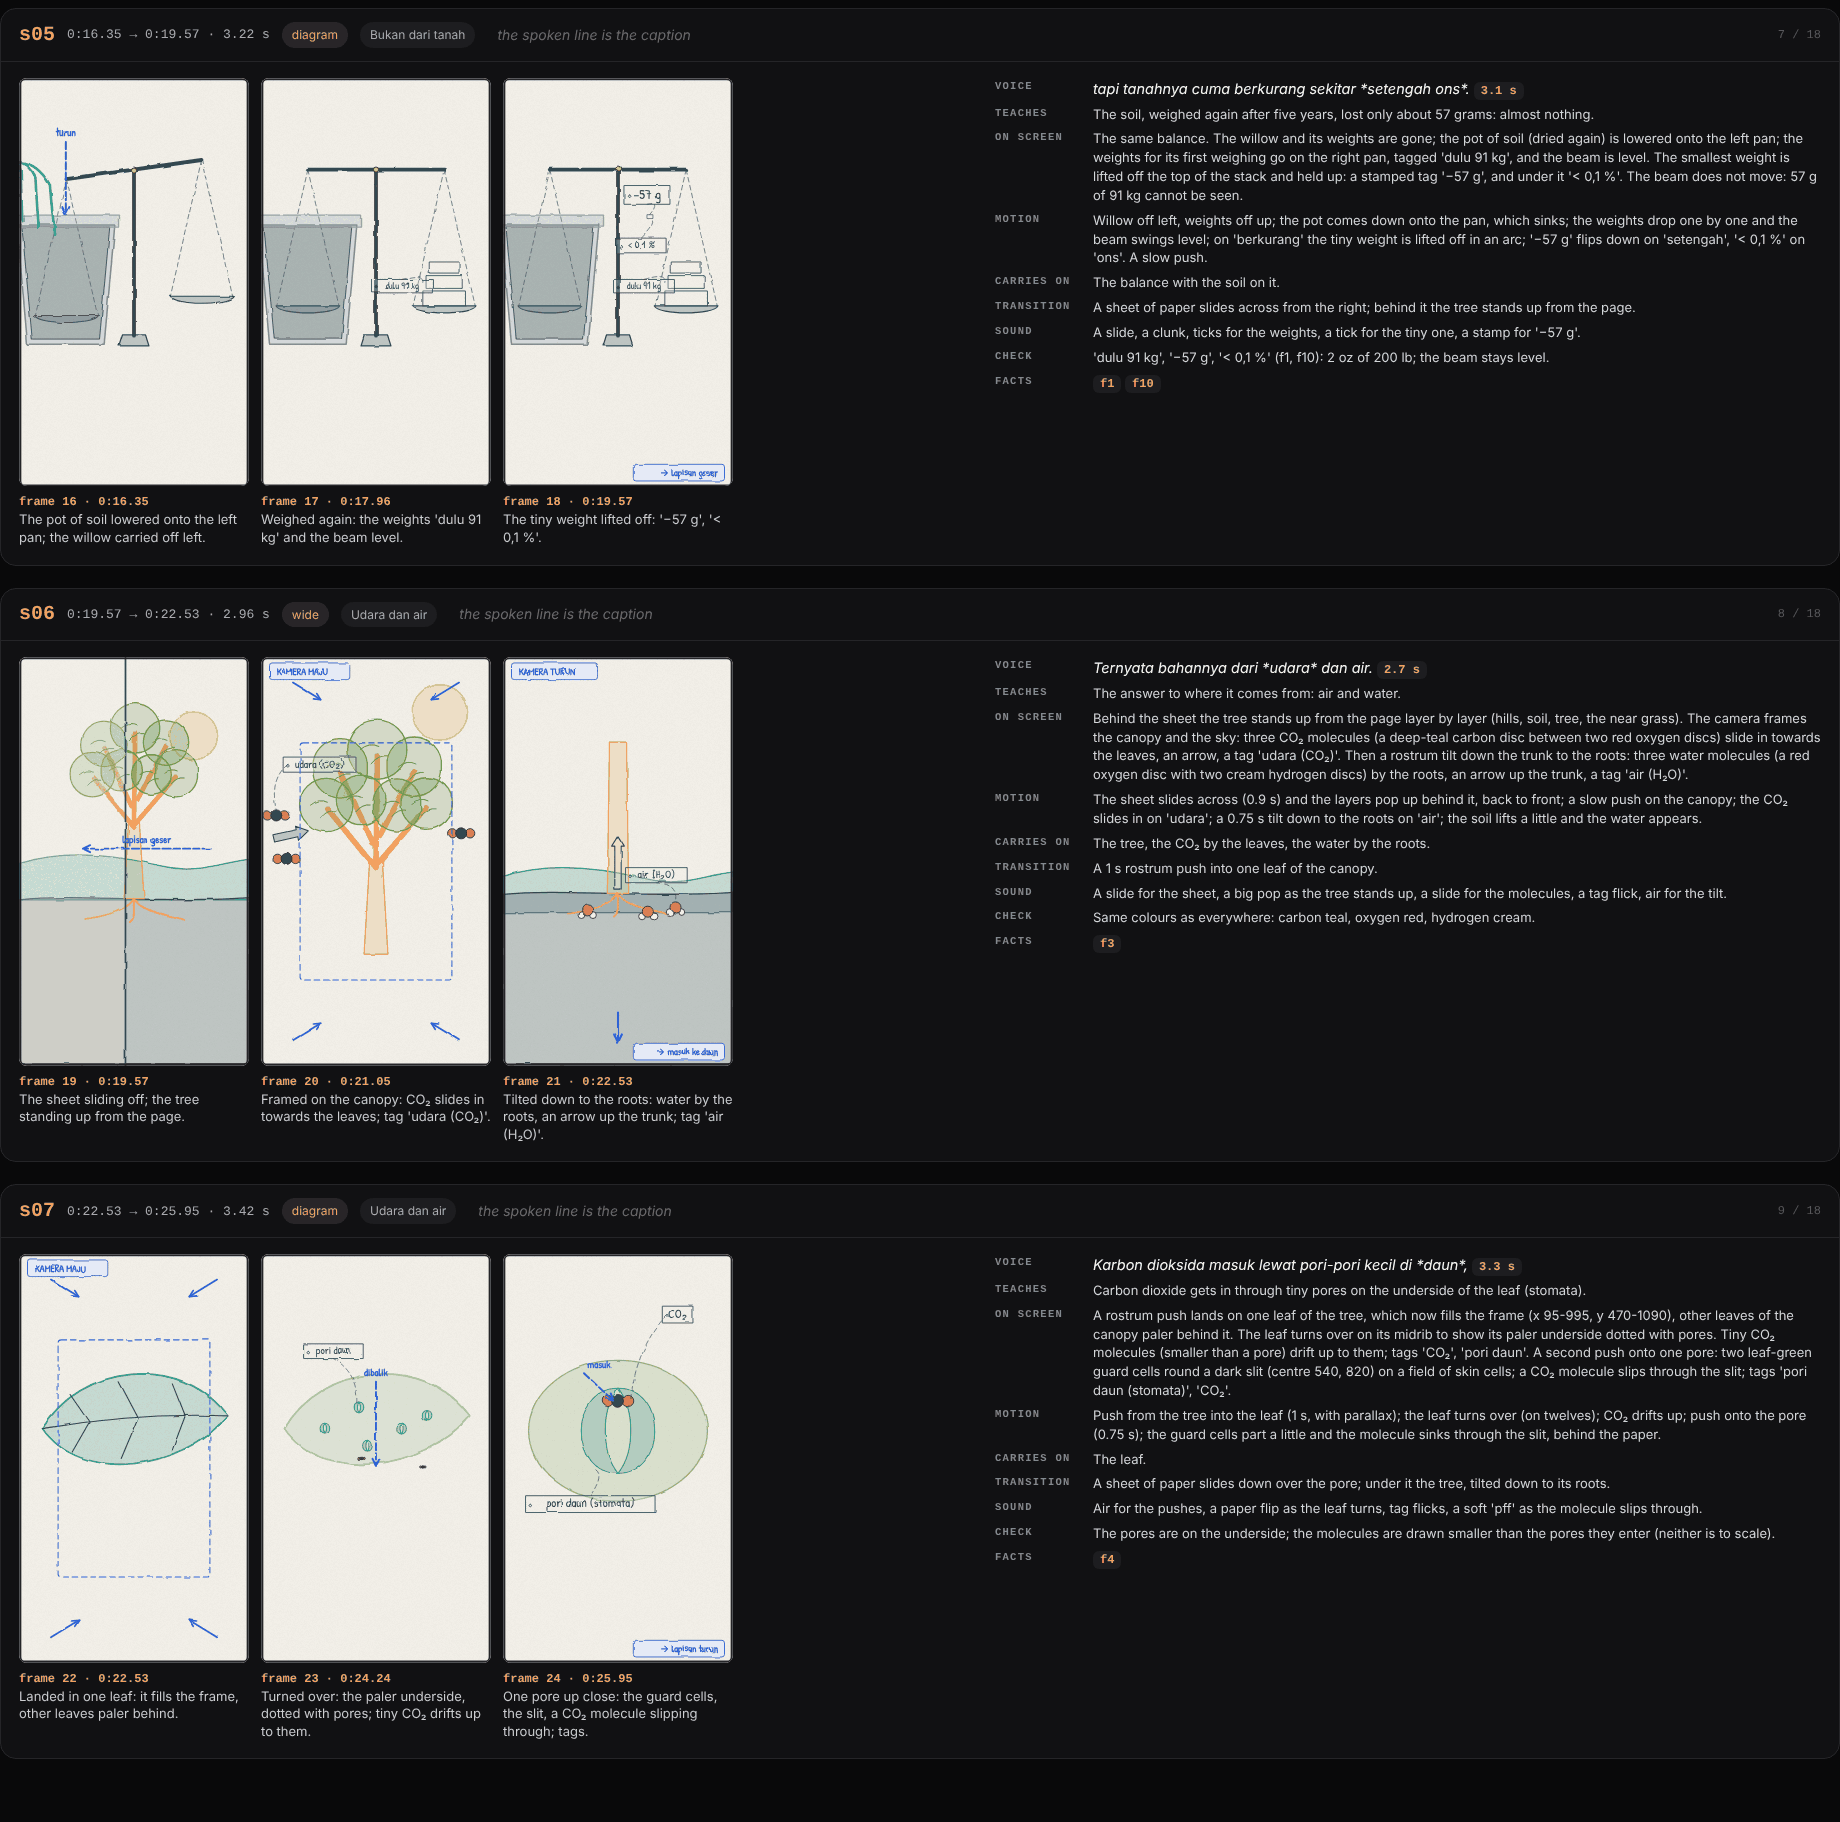 s05 0:16.35 → 0:19.57 · 3.22 s diagram Bukan dari tanah the spoken line is the caption 7 / 18
turun
dulu 91 kg
−57 g
< 0,1 %
dulu 91 kg
→ lapisan geser
frame 16 · 0:16.35
The pot of soil lowered onto the left
pan; the willow carried off left.
frame 17 · 0:17.96
Weighed again: the weights 'dulu 91
kg' and the beam level.
frame 18 · 0:19.57
The tiny weight lifted off: '−57 g', '<
0,1 %'.
VOICE tapi tanahnya cuma berkurang sekitar *setengah ons*. 3.1 s
TEACHES The soil, weighed again after five years, lost only about 57 grams: almost nothing.
ON SCREEN The same balance. The willow and its weights are gone; the pot of soil (dried again) is lowered onto the left pan; the
weights for its first weighing go on the right pan, tagged 'dulu 91 kg', and the beam is level. The smallest weight is
lifted off the top of the stack and held up: a stamped tag '−57 g', and under it '< 0,1 %'. The beam does not move: 57 g
of 91 kg cannot be seen.
MOTION Willow off left, weights off up; the pot comes down onto the pan, which sinks; the weights drop one by one and the
beam swings level; on 'berkurang' the tiny weight is lifted off in an arc; '−57 g' flips down on 'setengah', '< 0,1 %' on
'ons'. A slow push.
CARRIES ON The balance with the soil on it.
TRANSITION A sheet of paper slides across from the right; behind it the tree stands up from the page.
SOUND A slide, a clunk, ticks for the weights, a tick for the tiny one, a stamp for '−57 g'.
CHECK 'dulu 91 kg', '−57 g', '< 0,1 %' (f1, f10): 2 oz of 200 lb; the beam stays level.
FACTS f1 f10
s06 0:19.57 → 0:22.53 · 2.96 s wide Udara dan air the spoken line is the caption 8 / 18
lapisan geser
KAMERA MAJU
udara (CO₂)
KAMERA TURUN
air (H₂O)
→ masuk ke daun
frame 19 · 0:19.57
The sheet sliding off; the tree
standing up from the page.
frame 20 · 0:21.05
Framed on the canopy: CO₂ slides in
towards the leaves; tag 'udara (CO₂)'.
frame 21 · 0:22.53
Tilted down to the roots: water by the
roots, an arrow up the trunk; tag 'air
(H₂O)'.
VOICE Ternyata bahannya dari *udara* dan air. 2.7 s
TEACHES The answer to where it comes from: air and water.
ON SCREEN Behind the sheet the tree stands up from the page layer by layer (hills, soil, tree, the near grass). The camera frames
the canopy and the sky: three CO₂ molecules (a deep-teal carbon disc between two red oxygen discs) slide in towards
the leaves, an arrow, a tag 'udara (CO₂)'. Then a rostrum tilt down the trunk to the roots: three water molecules (a red
oxygen disc with two cream hydrogen discs) by the roots, an arrow up the trunk, a tag 'air (H₂O)'.
MOTION The sheet slides across (0.9 s) and the layers pop up behind it, back to front; a slow push on the canopy; the CO₂
slides in on 'udara'; a 0.75 s tilt down to the roots on 'air'; the soil lifts a little and the water appears.
CARRIES ON The tree, the CO₂ by the leaves, the water by the roots.
TRANSITION A 1 s rostrum push into one leaf of the canopy.
SOUND A slide for the sheet, a big pop as the tree stands up, a slide for the molecules, a tag flick, air for the tilt.
CHECK Same colours as everywhere: carbon teal, oxygen red, hydrogen cream.
FACTS f3
s07 0:22.53 → 0:25.95 · 3.42 s diagram Udara dan air the spoken line is the caption 9 / 18
KAMERA MAJU
pori daun
dibalik
CO₂
masuk
pori daun (stomata)
→ lapisan turun
frame 22 · 0:22.53
Landed in one leaf: it fills the frame,
other leaves paler behind.
frame 23 · 0:24.24
Turned over: the paler underside,
dotted with pores; tiny CO₂ drifts up
to them.
frame 24 · 0:25.95
One pore up close: the guard cells,
the slit, a CO₂ molecule slipping
through; tags.
VOICE Karbon dioksida masuk lewat pori-pori kecil di *daun*, 3.3 s
TEACHES Carbon dioxide gets in through tiny pores on the underside of the leaf (stomata).
ON SCREEN A rostrum push lands on one leaf of the tree, which now fills the frame (x 95-995, y 470-1090), other leaves of the
canopy paler behind it. The leaf turns over on its midrib to show its paler underside dotted with pores. Tiny CO₂
molecules (smaller than a pore) drift up to them; tags 'CO₂', 'pori daun'. A second push onto one pore: two leaf-green
guard cells round a dark slit (centre 540, 820) on a field of skin cells; a CO₂ molecule slips through the slit; tags 'pori
daun (stomata)', 'CO₂'.
MOTION Push from the tree into the leaf (1 s, with parallax); the leaf turns over (on twelves); CO₂ drifts up; push onto the pore
(0.75 s); the guard cells part a little and the molecule sinks through the slit, behind the paper.
CARRIES ON The leaf.
TRANSITION A sheet of paper slides down over the pore; under it the tree, tilted down to its roots.
SOUND Air for the pushes, a paper flip as the leaf turns, tag flicks, a soft 'pff' as the molecule slips through.
CHECK The pores are on the underside; the molecules are drawn smaller than the pores they enter (neither is to scale).
FACTS f4